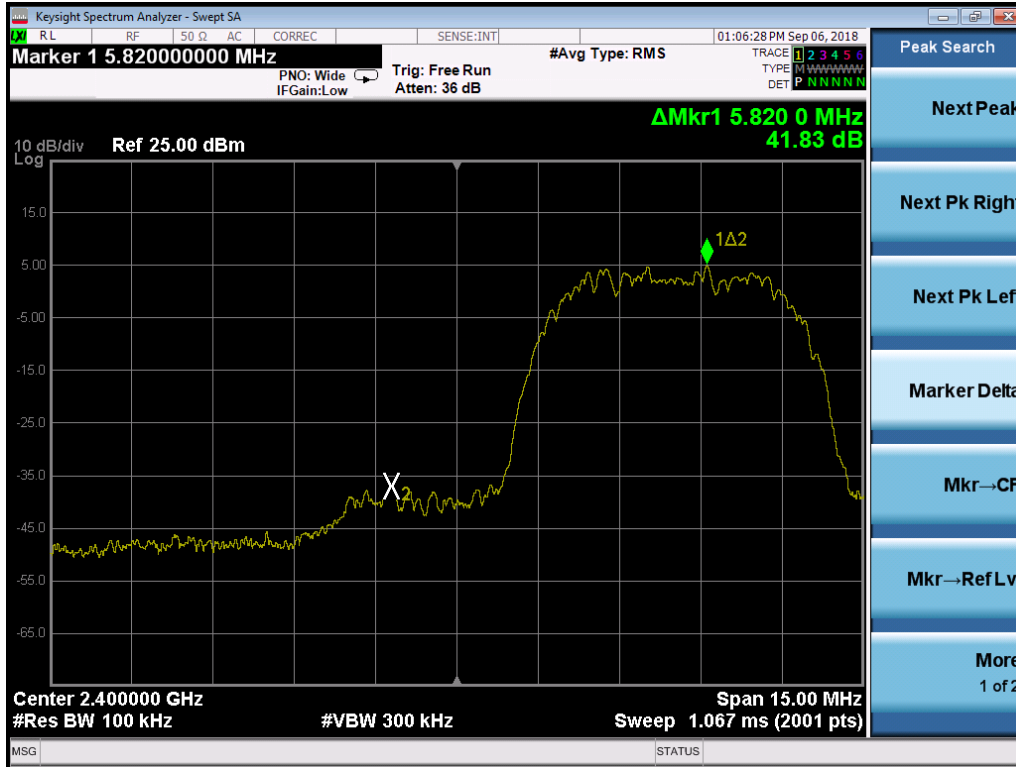 Keysight Spectrum Analyzer - Swept SA
LXI RL RF 50 Ω AC CORREC SENSE:INT 01:06:28 PM Sep 06, 2018
Marker 1 5.820000000 MHz
PNO: Wide
IFGain:Low
Trig: Free Run
Atten: 36 dB
#Avg Type: RMS
TRACE 1 2 3 4 5 6
TYPE M W W W W W
DET P N N N N N
ΔMkr1 5.820 0 MHz
41.83 dB
10 dB/div Ref 25.00 dBm
Log
15.0
5.00
-5.00
-15.0
-25.0
-35.0
-45.0
-55.0
-65.0
1Δ2
X2
Center 2.400000 GHz Span 15.00 MHz
#Res BW 100 kHz #VBW 300 kHz Sweep 1.067 ms (2001 pts)
MSG STATUS
Peak Search
Next Peak
Next Pk Right
Next Pk Left
Marker Delta
Mkr→CF
Mkr→Ref Lv
More
1 of 2